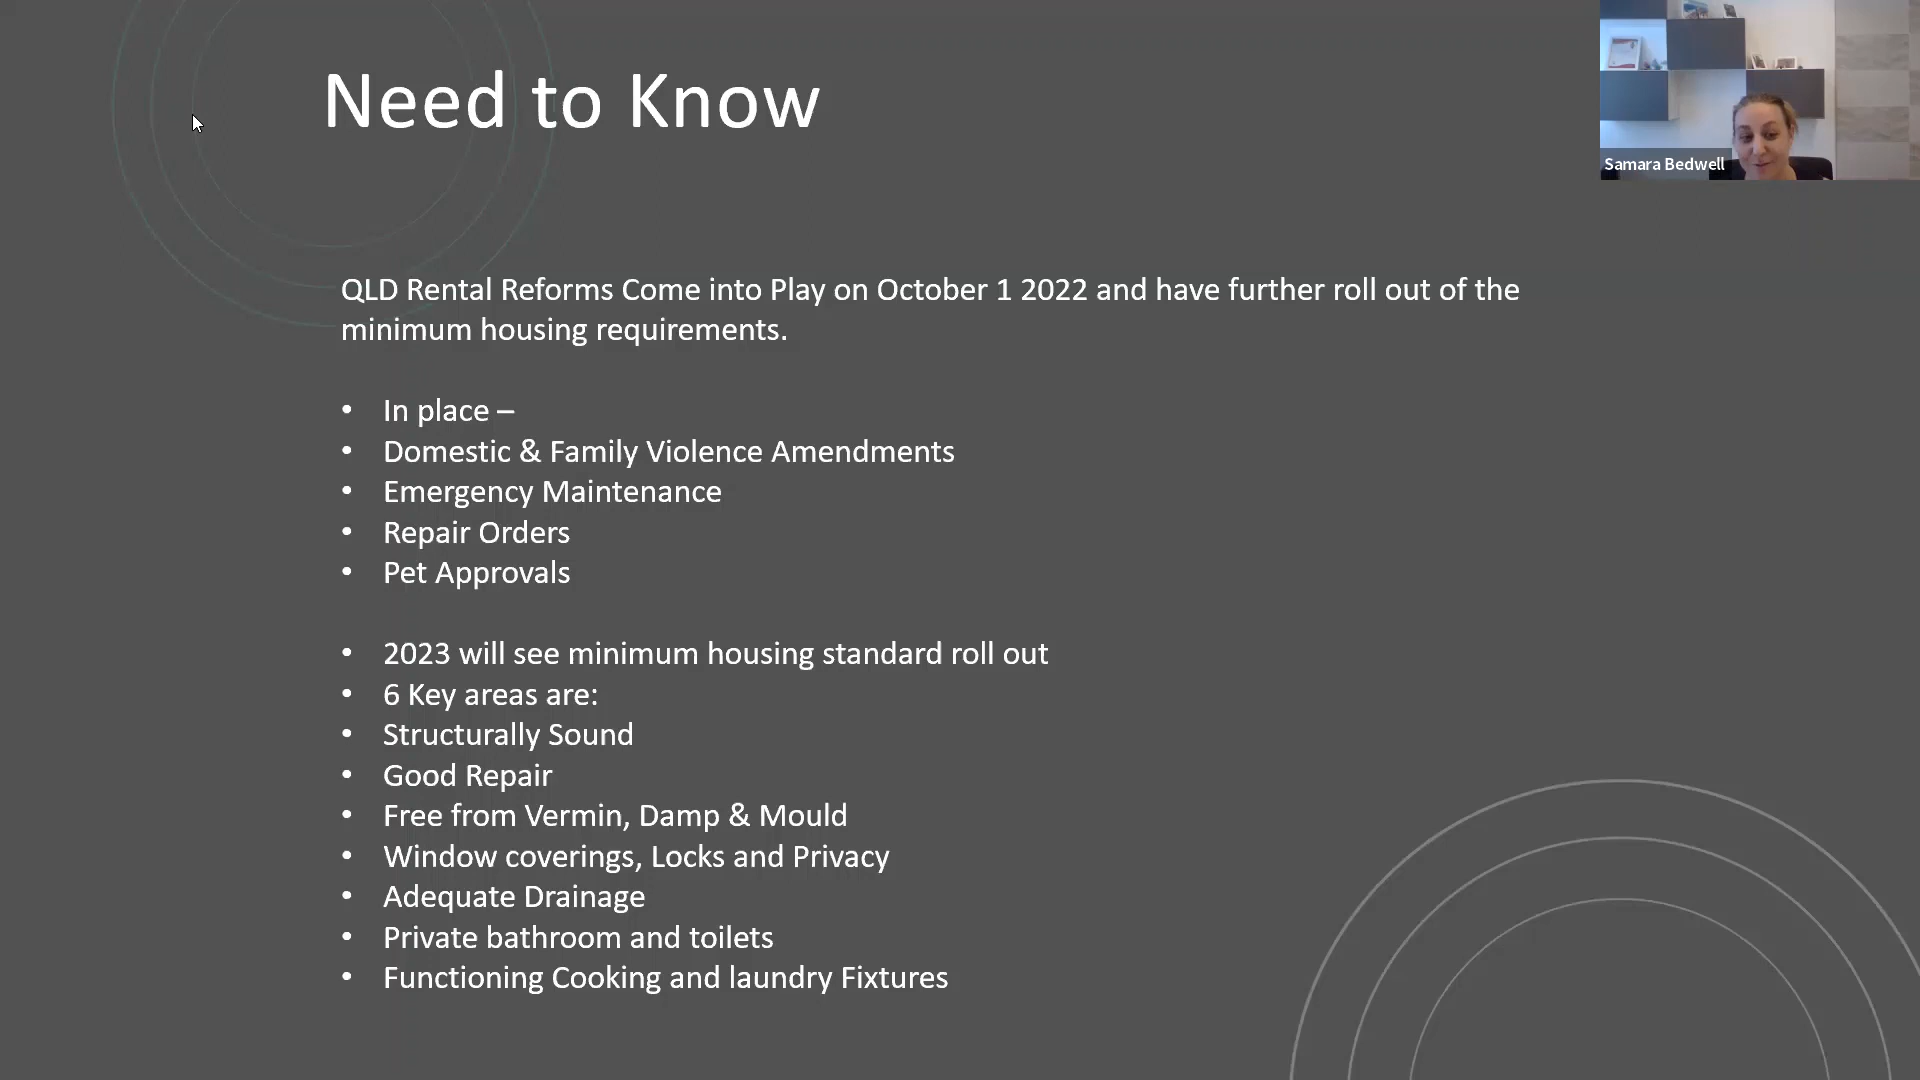 Need to Know
Samara Bedwell
QLD Rental Reforms Come into Play on October 1 2022 and have further roll out of the
minimum housing requirements.
• In place –
• Domestic & Family Violence Amendments
• Emergency Maintenance
• Repair Orders
• Pet Approvals
• 2023 will see minimum housing standard roll out
• 6 Key areas are:
• Structurally Sound
• Good Repair
• Free from Vermin, Damp & Mould
• Window coverings, Locks and Privacy
• Adequate Drainage
• Private bathroom and toilets
• Functioning Cooking and laundry Fixtures